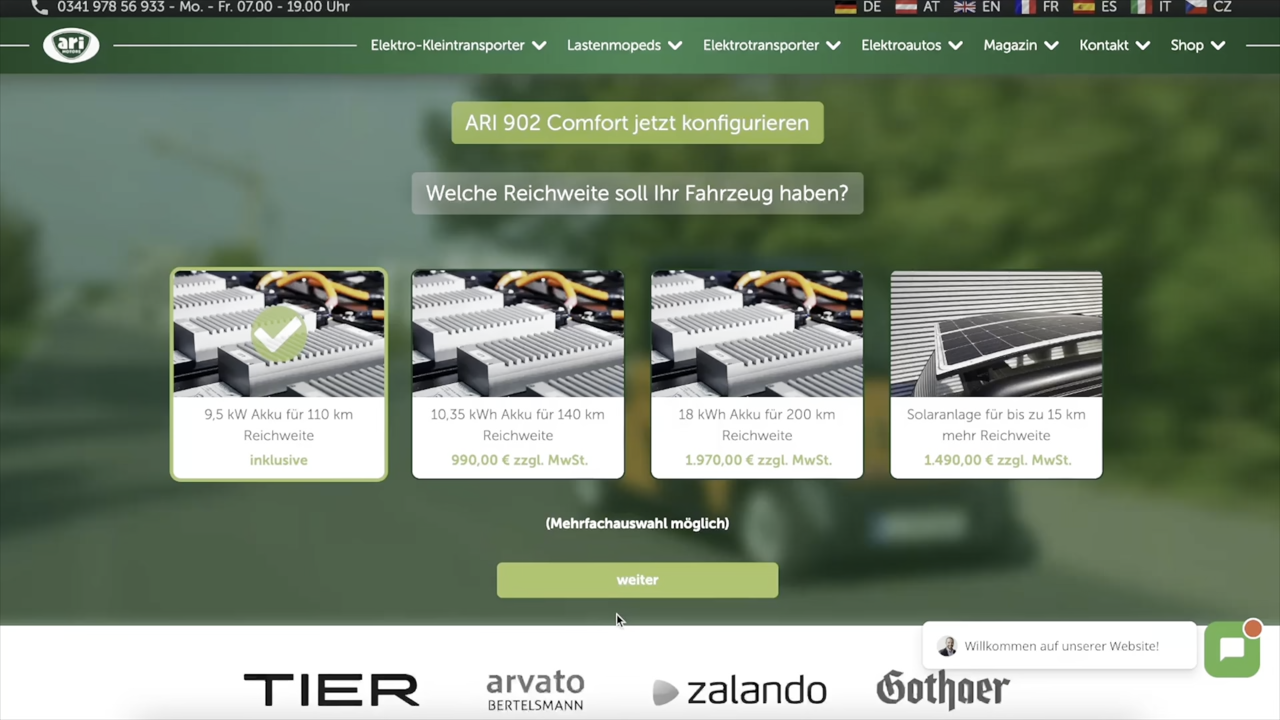 0341 978 56 933 - Mo. - Fr. 07.00 - 19.00 Uhr
DE AT EN FR ES IT CZ
ari
MOTORS
Elektro-Kleintransporter Lastenmopeds Elektrotransporter Elektroautos Magazin Kontakt Shop
ARI 902 Comfort jetzt konfigurieren
Welche Reichweite soll Ihr Fahrzeug haben?
9,5 kW Akku für 110 km
Reichweite
inklusive
10,35 kWh Akku für 140 km
Reichweite
990,00 € zzgl. MwSt.
18 kWh Akku für 200 km
Reichweite
1.970,00 € zzgl. MwSt.
Solaranlage für bis zu 15 km
mehr Reichweite
1.490,00 € zzgl. MwSt.
(Mehrfachauswahl möglich)
weiter
Willkommen auf unserer Website!
TIER
arvato
BERTELSMANN
zalando
Gothaer